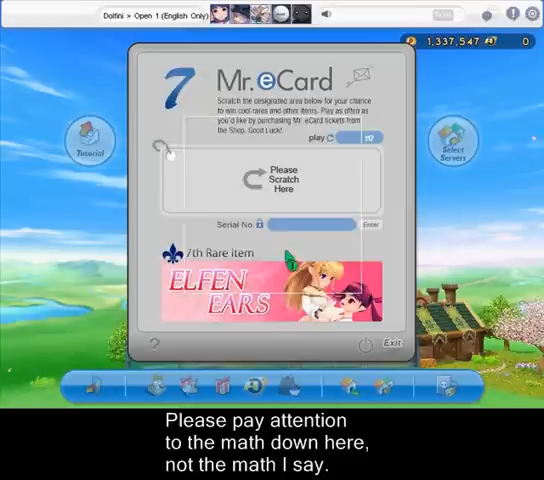 Dolfini > Open 1 (English Only)
1,337,547
0
7 Mr.eCard
Scratch the designated area below for your chance
to win cool rares and other items. Play as often as
you'd like by purchasing Mr. eCard tickets from
the Shop. Good Luck!
play
117
Tutorial
Select
Servers
Please
Scratch
Here
Serial No.
Enter
7th Rare item
ELFEN
EARS
?
Exit
Please pay attention
to the math down here,
not the math I say.